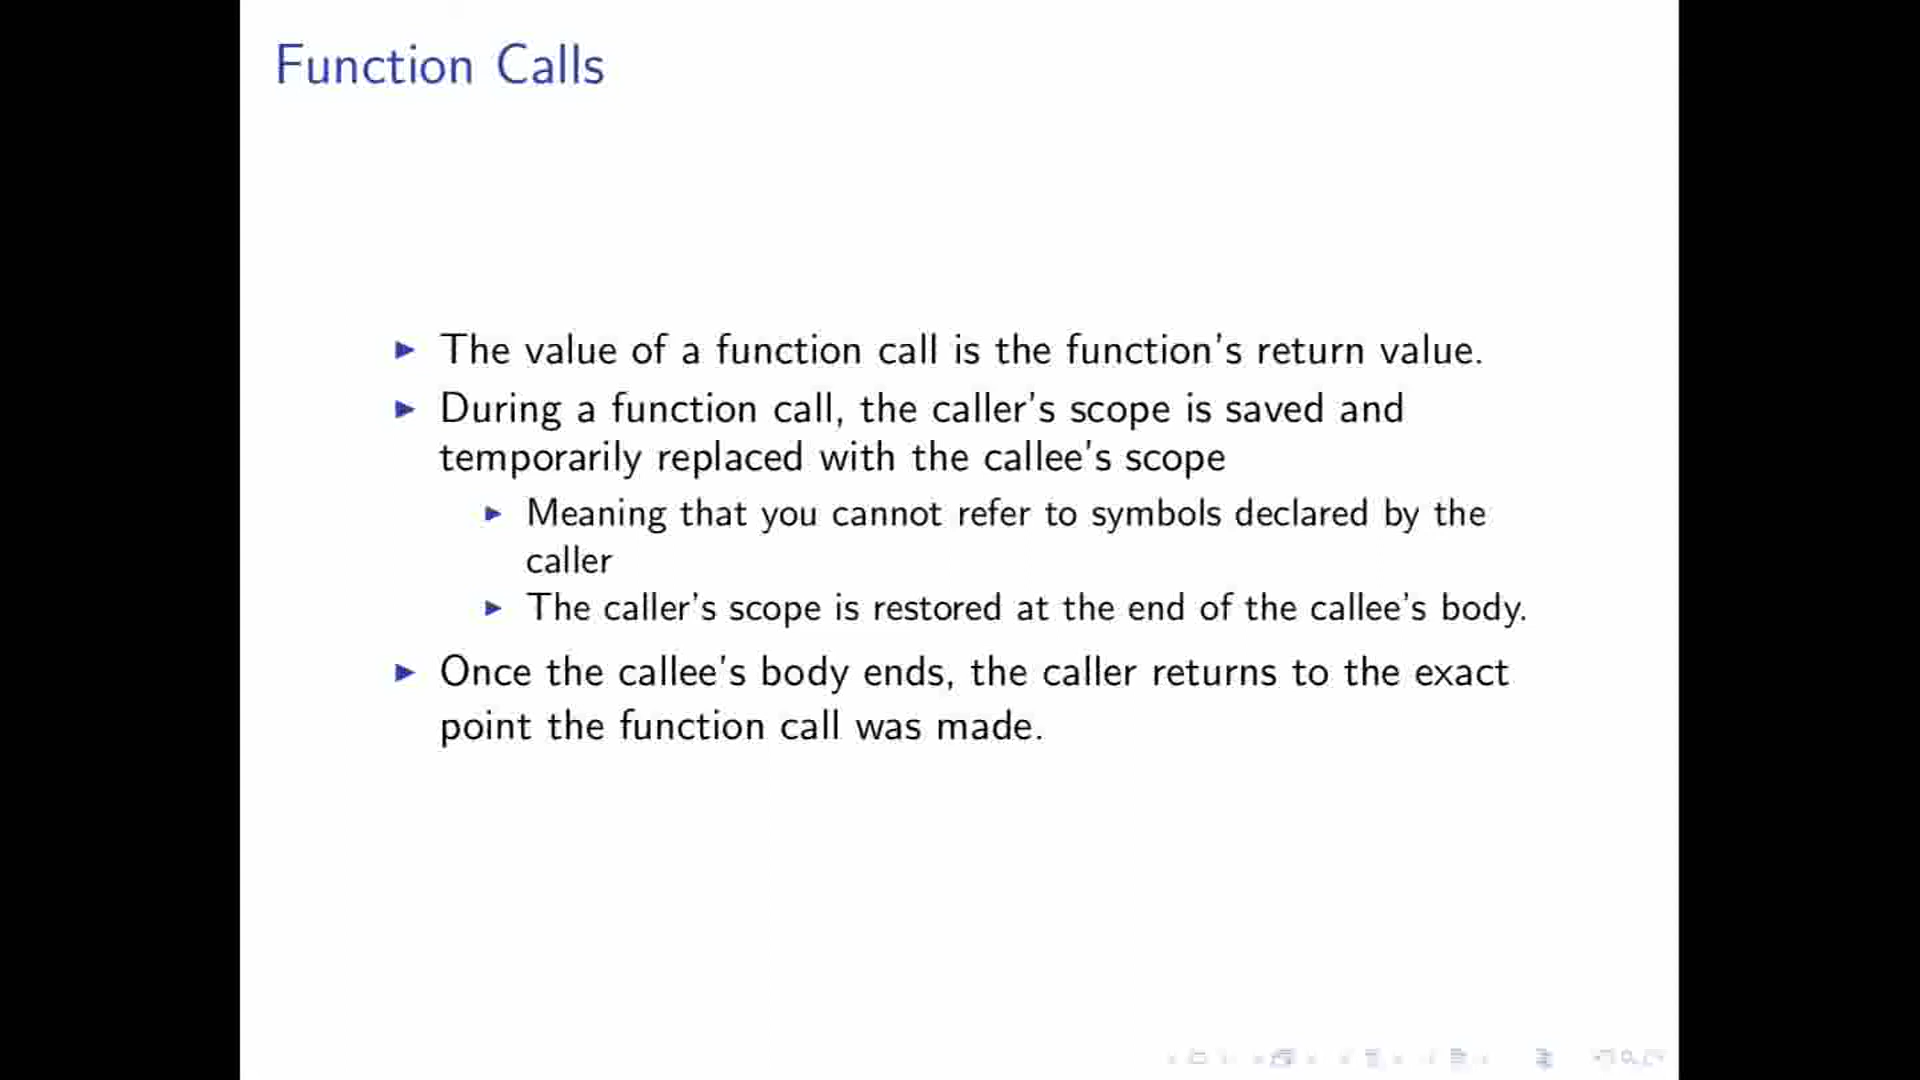 Function Calls
The value of a function call is the function's return value.
During a function call, the caller's scope is saved and
temporarily replaced with the callee's scope
Meaning that you cannot refer to symbols declared by the
caller
The caller's scope is restored at the end of the callee's body.
Once the callee's body ends, the caller returns to the exact
point the function call was made.